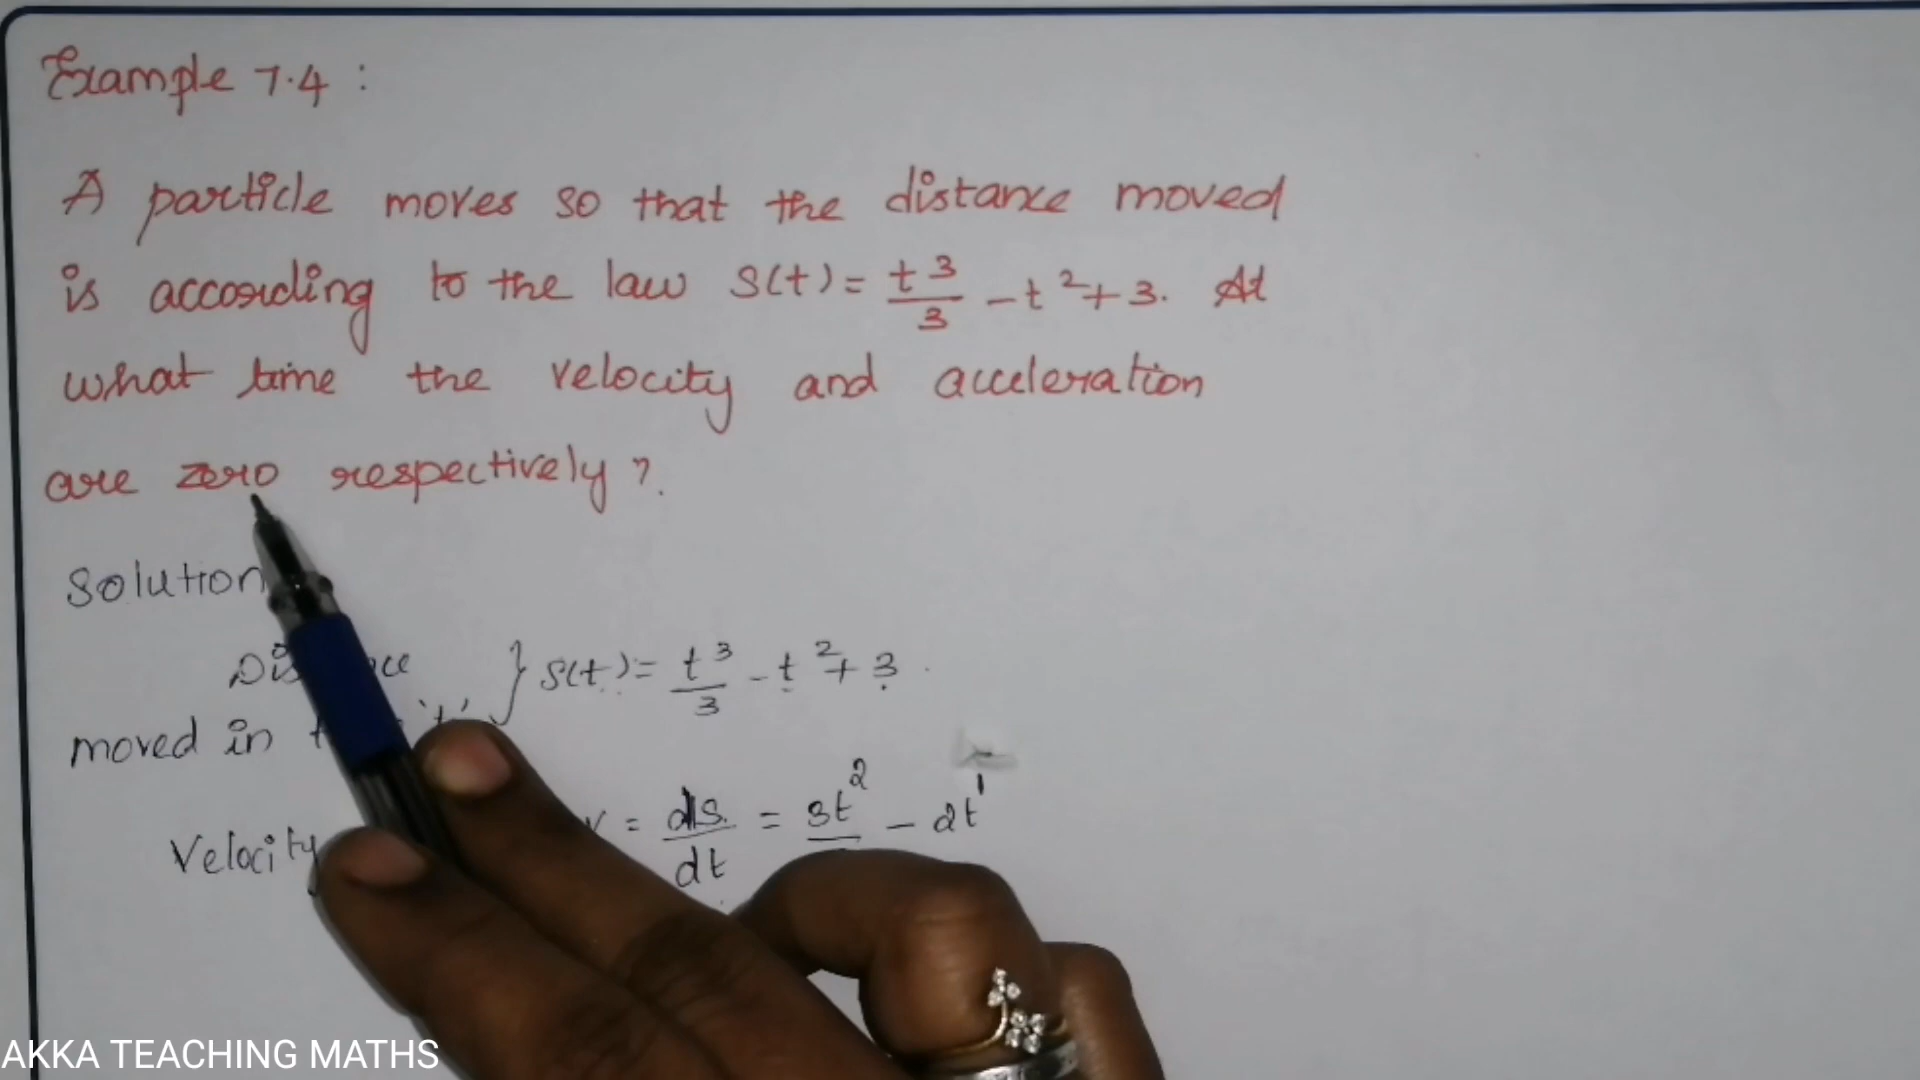 Example 7.4 :
A particle moves so that the distance moved
is according to the law S(t) = t³/3 - t² + 3. At
what time the velocity and acceleration
are zero respectively ?.
Solution
S(t) = t³/3 - t² + 3.
moved in 't' }
Velocity V = ds/dt = 3t² - 2t¹
AKKA TEACHING MATHS